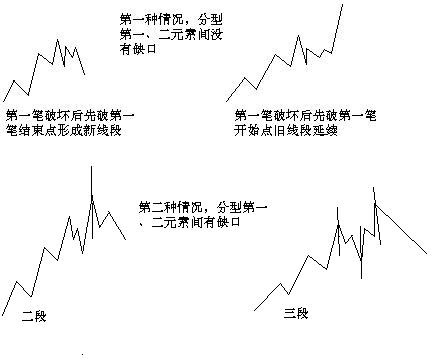 第一种情况，分型
第一、二元素间没
有缺口
第一笔破坏后先破第一
笔结束点形成新线段
第一笔破坏后先破第一笔
开始点旧线段延续
第二种情况，分型第一
、二元素间有缺口
二段
三段